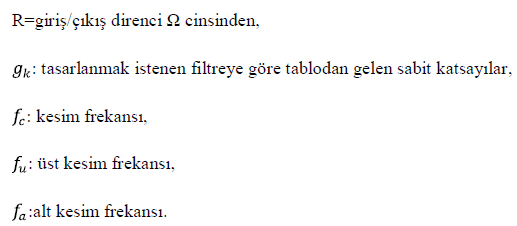 R=giriş/çıkış direnci Ω cinsinden,
g_k: tasarlanmak istenen filtreye göre tablodan gelen sabit katsayılar,
f_c: kesim frekansı,
f_u: üst kesim frekansı,
f_a:alt kesim frekansı.